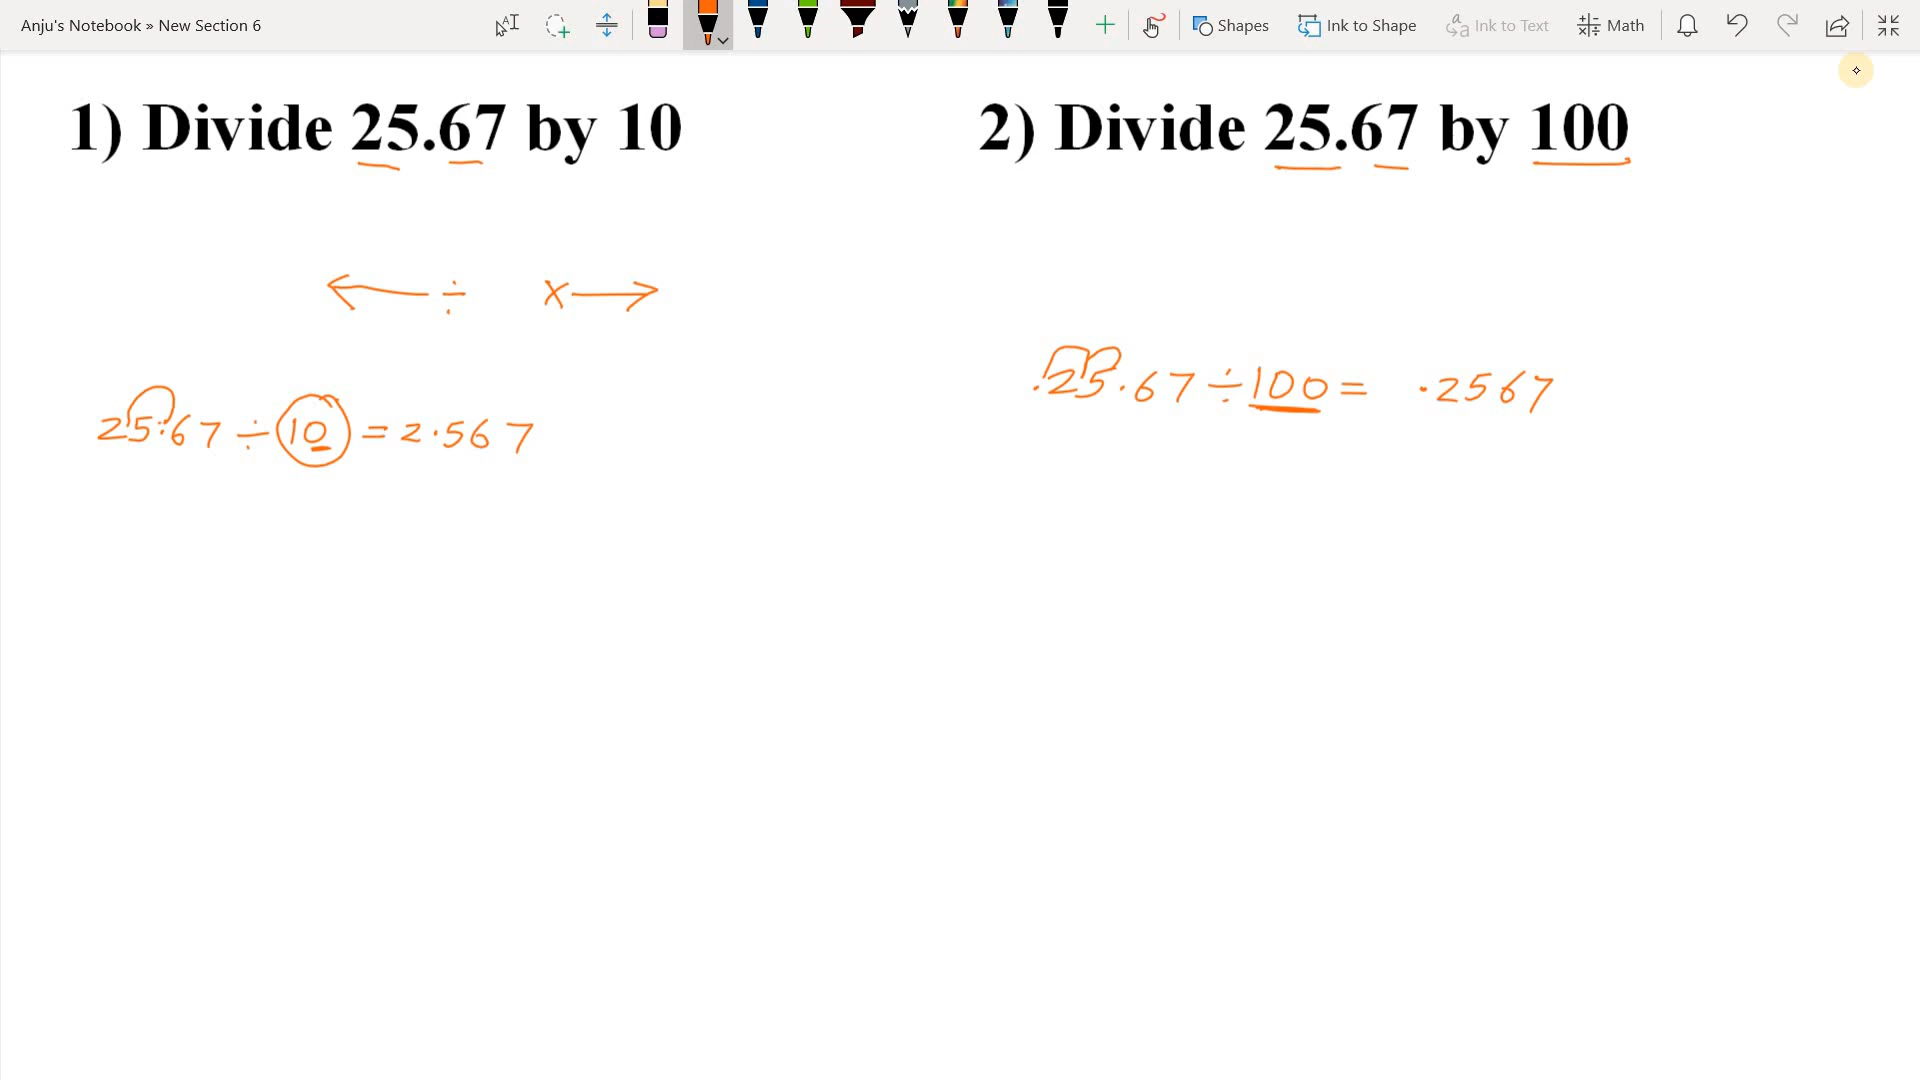 Anju's Notebook » New Section 6
Shapes
Ink to Shape
Ink to Text
Math
1) Divide 25.67 by 10
2) Divide 25.67 by 100
← ÷ x →
25.67 ÷ 10 = 2.567
.25.67 ÷ 100 = .2567